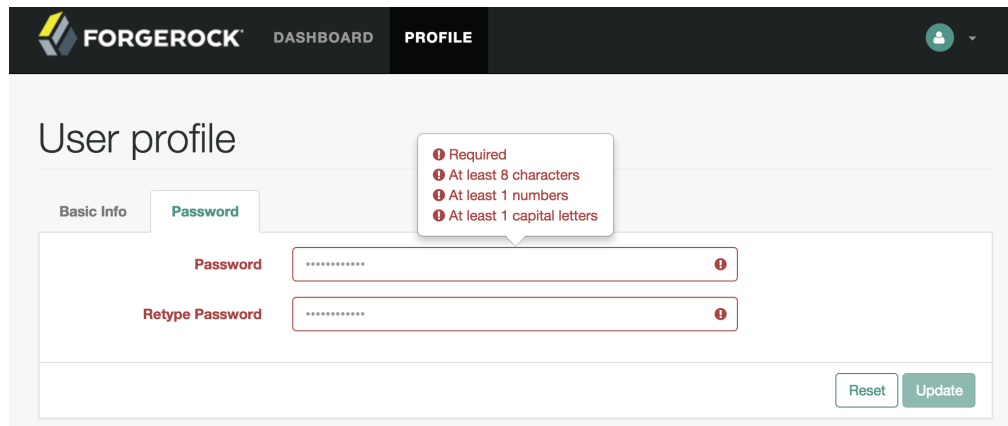 FORGEROCK DASHBOARD PROFILE
User profile
Required
At least 8 characters
At least 1 numbers
At least 1 capital letters
Basic Info Password
Password ············
Retype Password ············
Reset Update